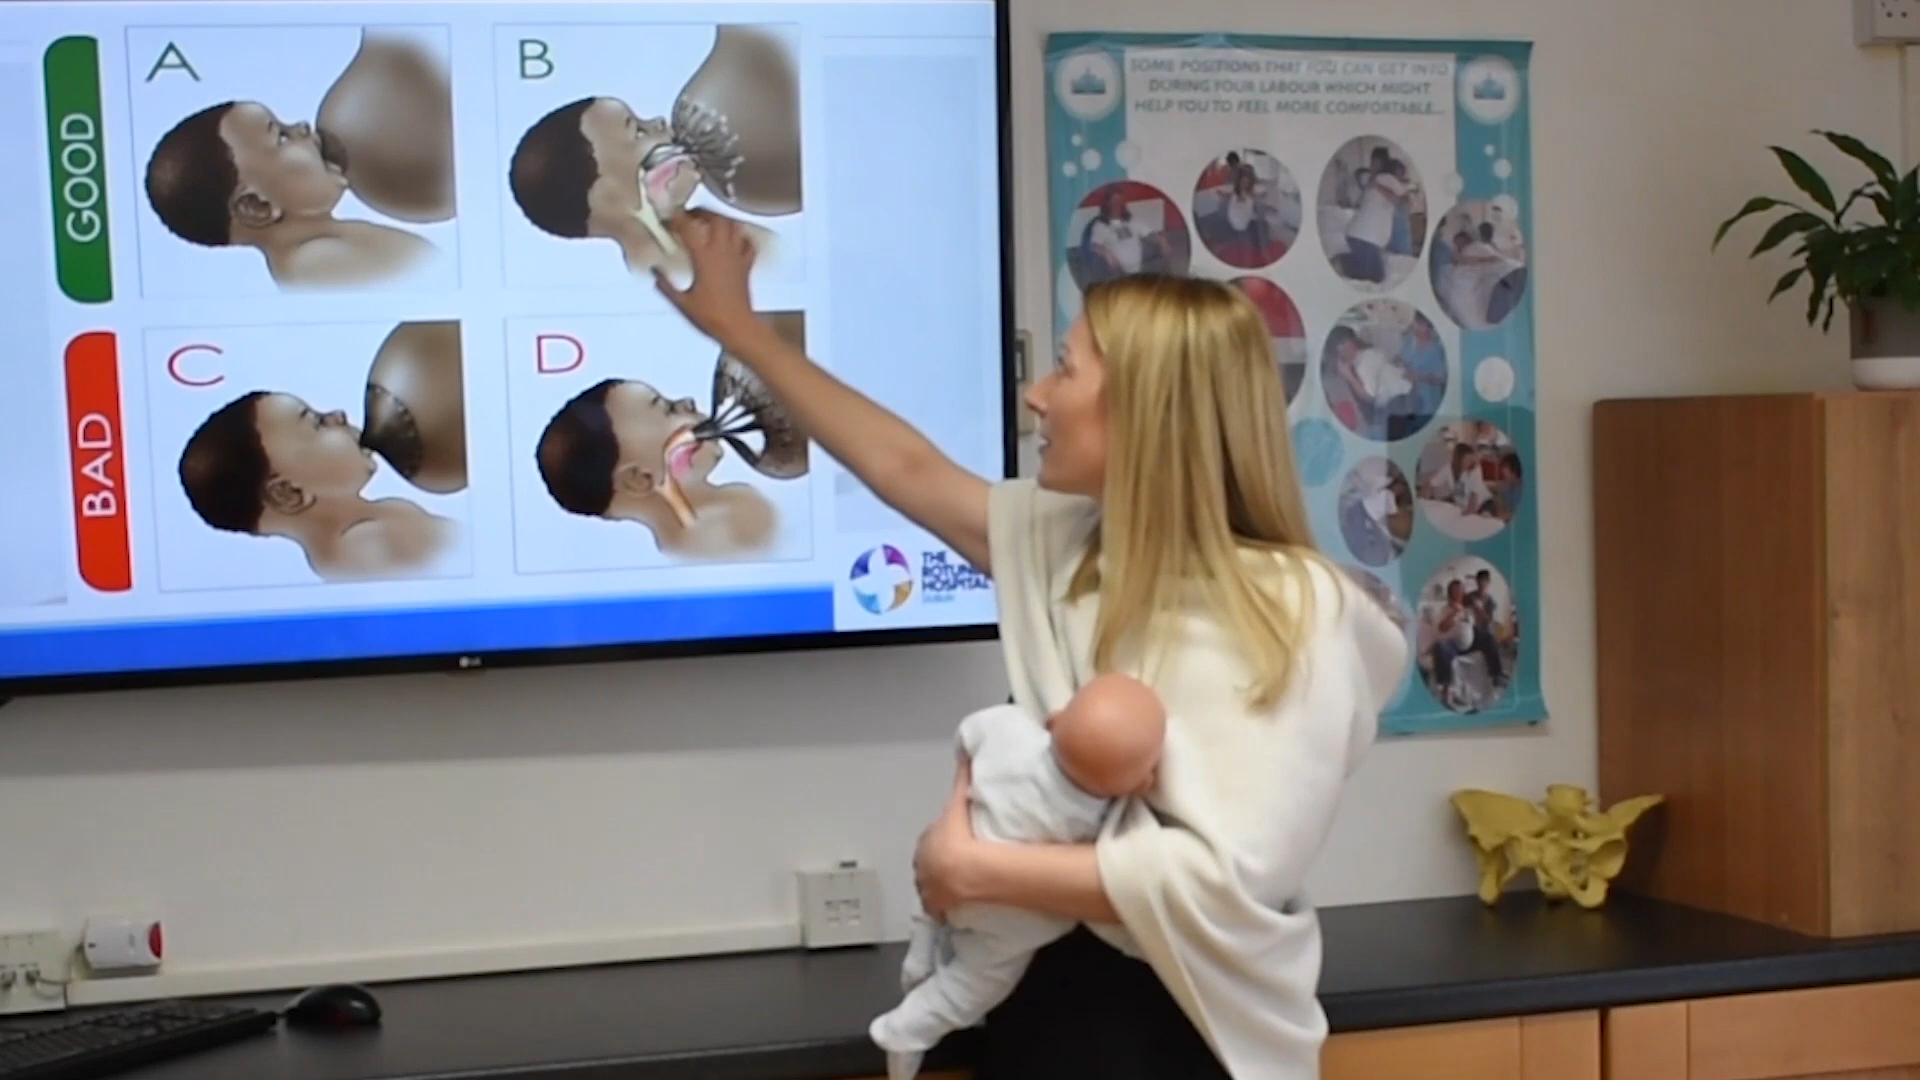 GOOD
A
B
BAD
C
D
THE
HOSPITAL
DUBLIN
LG
SOME POSITIONS THAT YOU CAN GET INTO
DURING YOUR LABOUR WHICH MIGHT
HELP YOU TO FEEL MORE COMFORTABLE...